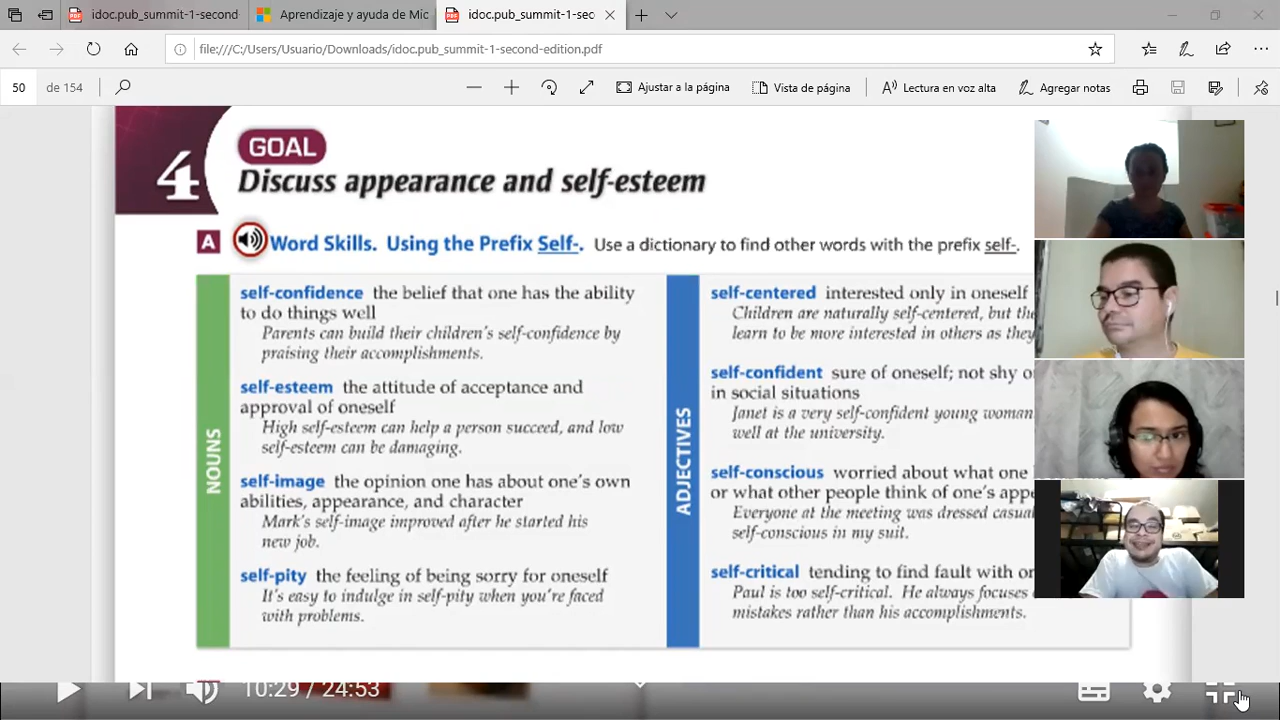 idoc.pub_summit-1-second
Aprendizaje y ayuda de Mic
idoc.pub_summit-1-sec
file:///C:/Users/Usuario/Downloads/idoc.pub_summit-1-second-edition.pdf
50 de 154
Ajustar a la página
Vista de página
Lectura en voz alta
Agregar notas
4
GOAL
Discuss appearance and self-esteem
A Word Skills. Using the Prefix Self-. Use a dictionary to find other words with the prefix self-.
NOUNS
self-confidence the belief that one has the ability
to do things well
Parents can build their children's self-confidence by
praising their accomplishments.
self-esteem the attitude of acceptance and
approval of oneself
High self-esteem can help a person succeed, and low
self-esteem can be damaging.
self-image the opinion one has about one's own
abilities, appearance, and character
Mark's self-image improved after he started his
new job.
self-pity the feeling of being sorry for oneself
It's easy to indulge in self-pity when you're faced
with problems.
ADJECTIVES
self-centered interested only in oneself
Children are naturally self-centered, but the
learn to be more interested in others as they
self-confident sure of oneself; not shy o
in social situations
Janet is a very self-confident young woman
well at the university.
self-conscious worried about what one
or what other people think of one's appe
Everyone at the meeting was dressed casua
self-conscious in my suit.
self-critical tending to find fault with or
Paul is too self-critical. He always focuses
mistakes rather than his accomplishments.
10:29 / 24:53